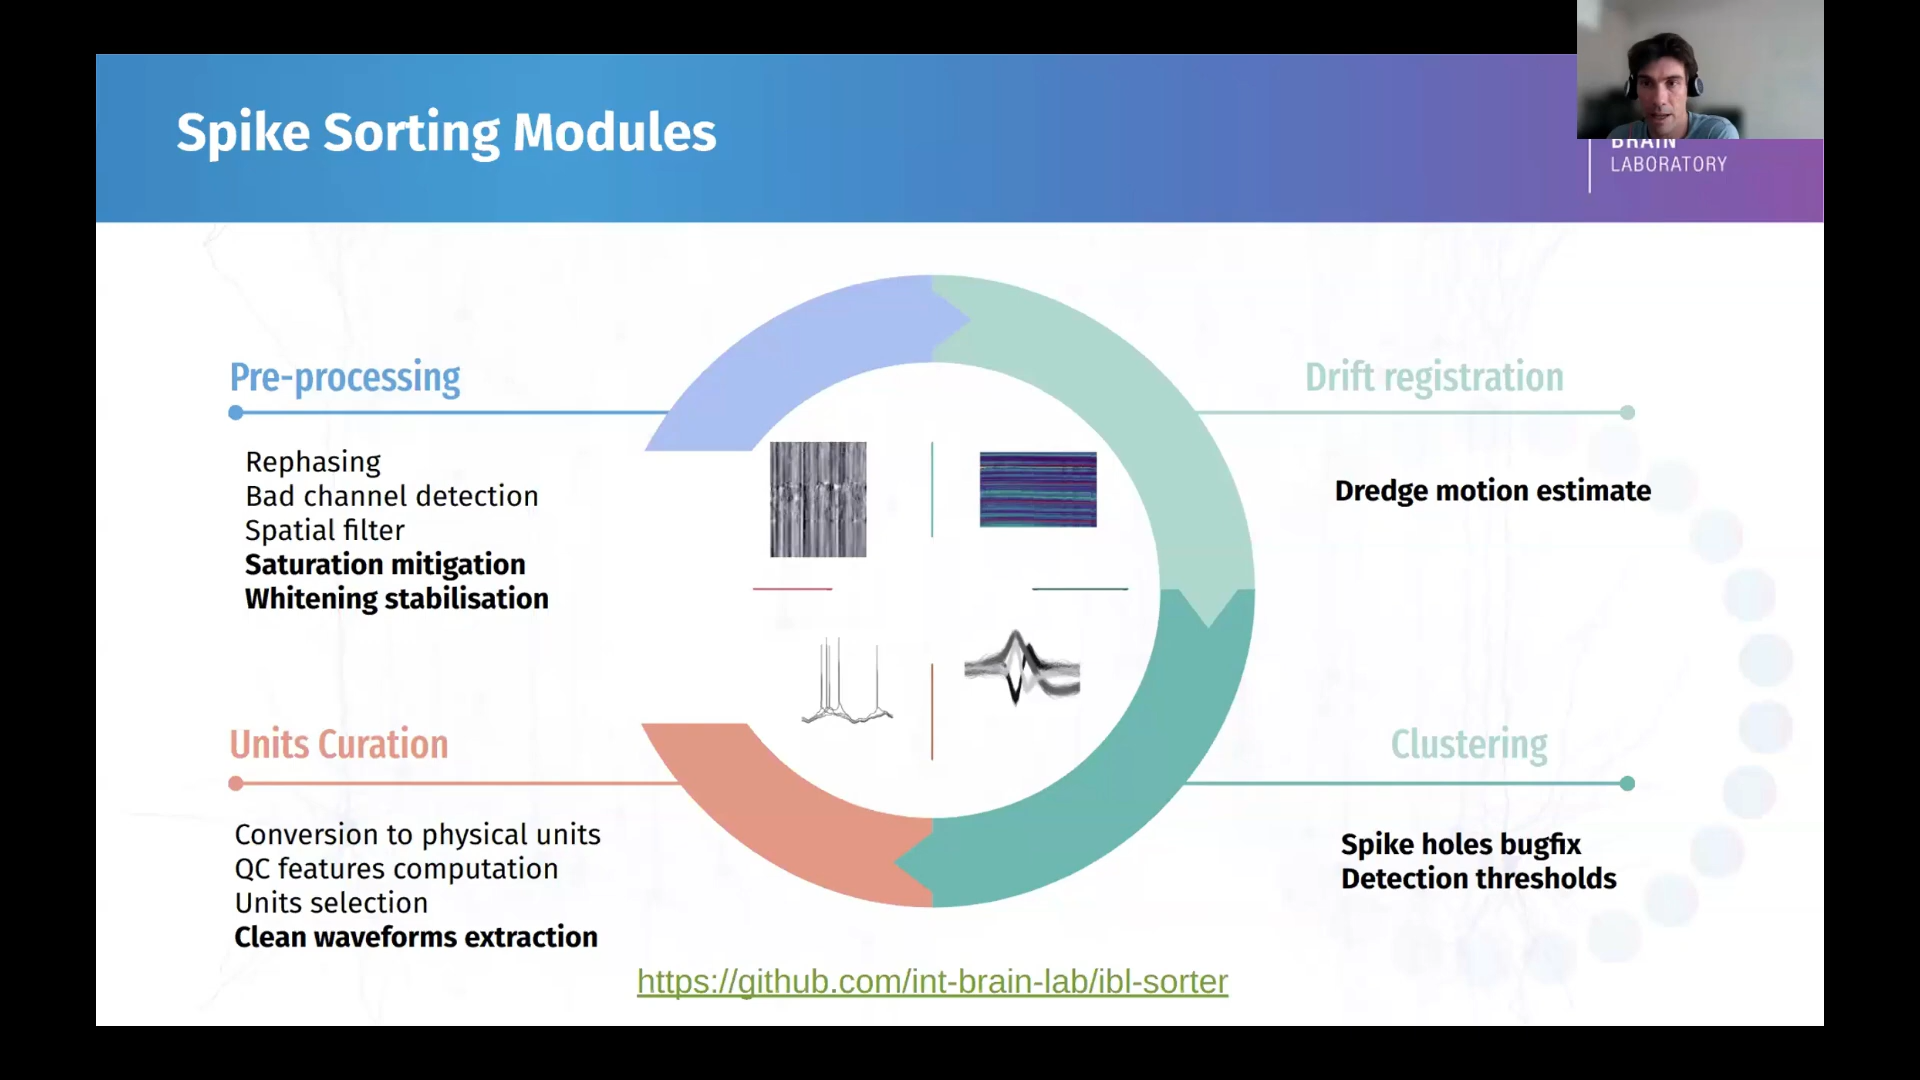 Spike Sorting Modules
BRAIN
LABORATORY
Pre-processing
Rephasing
Bad channel detection
Spatial filter
Saturation mitigation
Whitening stabilisation
Drift registration
Dredge motion estimate
Units Curation
Conversion to physical units
QC features computation
Units selection
Clean waveforms extraction
Clustering
Spike holes bugfix
Detection thresholds
https://github.com/int-brain-lab/ibl-sorter